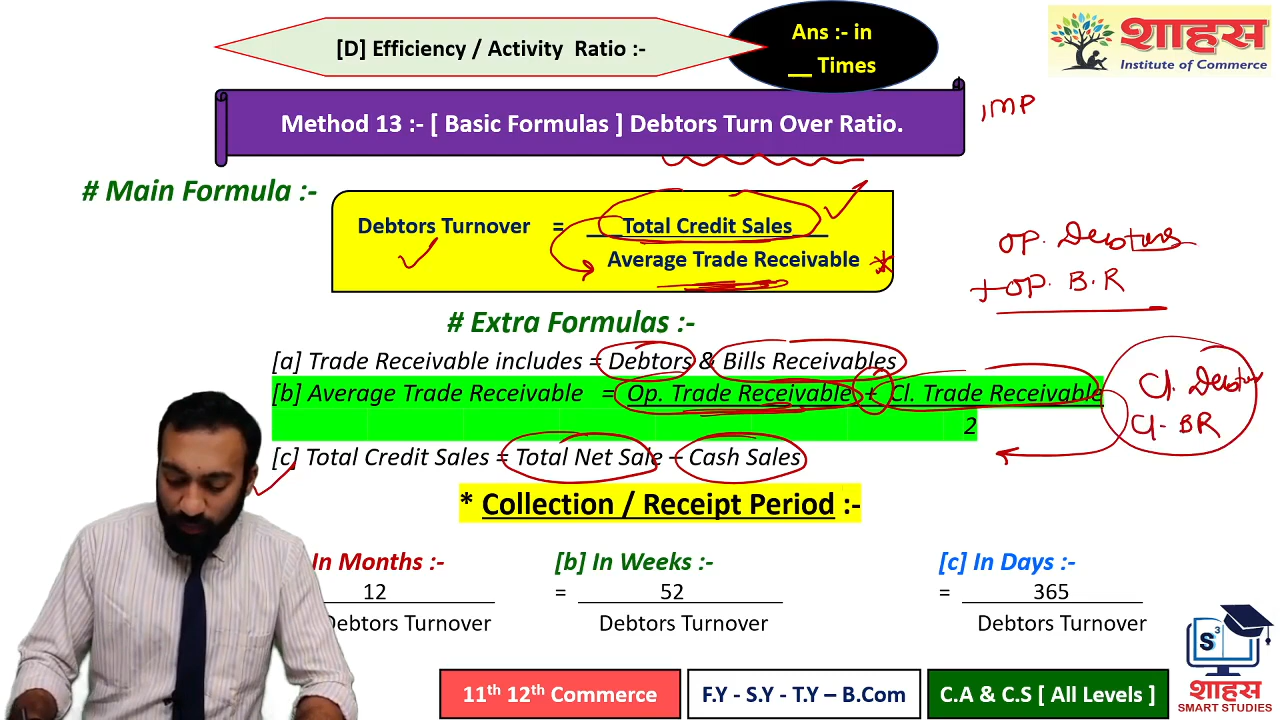 [D] Efficiency / Activity Ratio :-
Ans :- in
__ Times
शाहस
Institute of Commerce
Method 13 :- [ Basic Formulas ] Debtors Turn Over Ratio.
IMP
# Main Formula :-
Debtors Turnover = Total Credit Sales
Average Trade Receivable *
Op. Debtors
+ Op. B.R
# Extra Formulas :-
[a] Trade Receivable includes = Debtors & Bills Receivables
[b] Average Trade Receivable = Op. Trade Receivable + Cl. Trade Receivable
2
Cl. Debtors
Cl. BR
[c] Total Credit Sales = Total Net Sale – Cash Sales
* Collection / Receipt Period :-
In Months :-
12
Debtors Turnover
[b] In Weeks :-
= 52
Debtors Turnover
[c] In Days :-
= 365
Debtors Turnover
S3
शाहस
SMART STUDIES
11th 12th Commerce
F.Y - S.Y - T.Y – B.Com
C.A & C.S [ All Levels ]